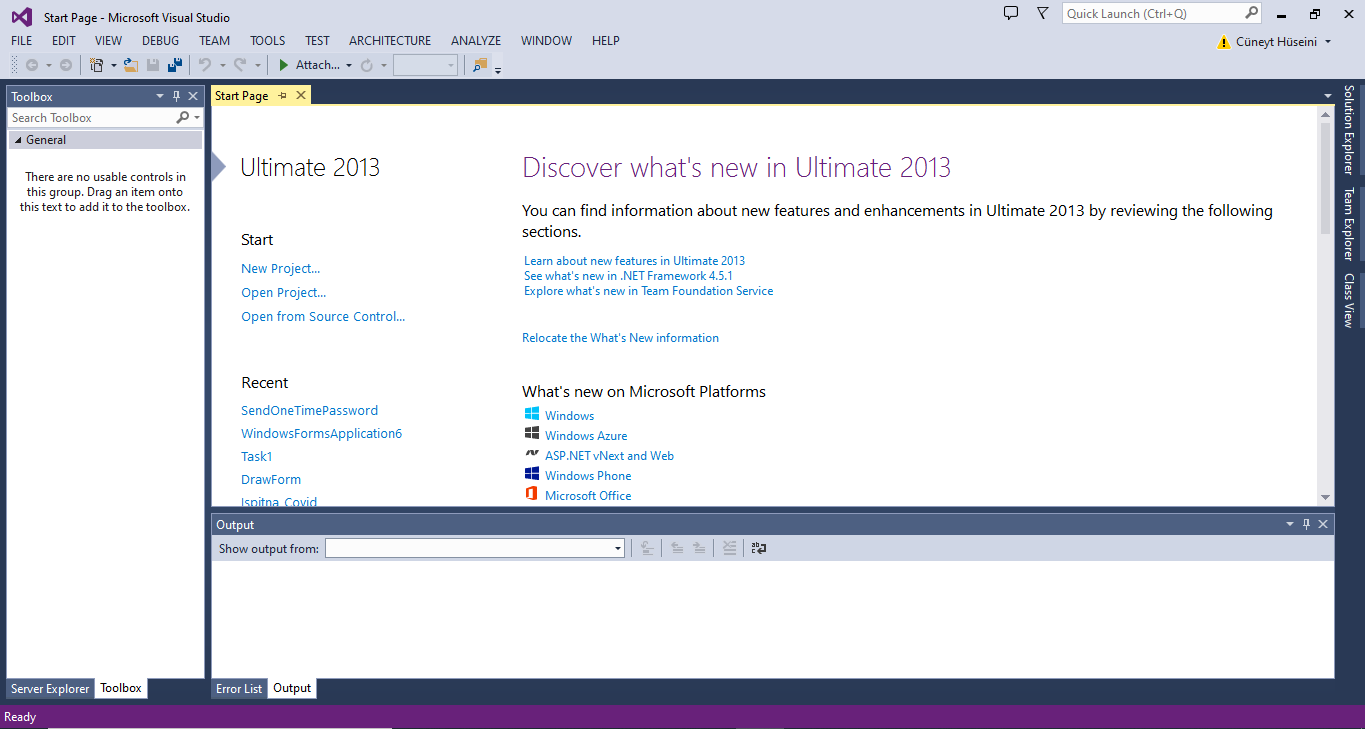 Start Page - Microsoft Visual Studio
Quick Launch (Ctrl+Q)
FILE EDIT VIEW DEBUG TEAM TOOLS TEST ARCHITECTURE ANALYZE WINDOW HELP
Cüneyt Hüseini
Attach...
Toolbox
Search Toolbox
General
There are no usable controls in
this group. Drag an item onto
this text to add it to the toolbox.
Server Explorer Toolbox
Start Page
Ultimate 2013
Start
New Project...
Open Project...
Open from Source Control...
Recent
SendOneTimePassword
WindowsFormsApplication6
Task1
DrawForm
Ispitna_Covid
Discover what's new in Ultimate 2013
You can find information about new features and enhancements in Ultimate 2013 by reviewing the following
sections.
Learn about new features in Ultimate 2013
See what's new in .NET Framework 4.5.1
Explore what's new in Team Foundation Service
Relocate the What's New information
What's new on Microsoft Platforms
Windows
Windows Azure
ASP.NET vNext and Web
Windows Phone
Microsoft Office
Solution Explorer
Team Explorer
Class View
Output
Show output from:
Error List Output
Ready